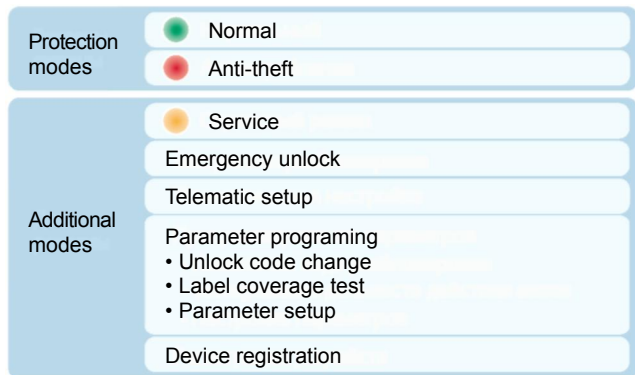 Protection
modes
Normal
Anti-theft
Additional
modes
Service
Emergency unlock
Telematic setup
Parameter programing
• Unlock code change
• Label coverage test
• Parameter setup
Device registration